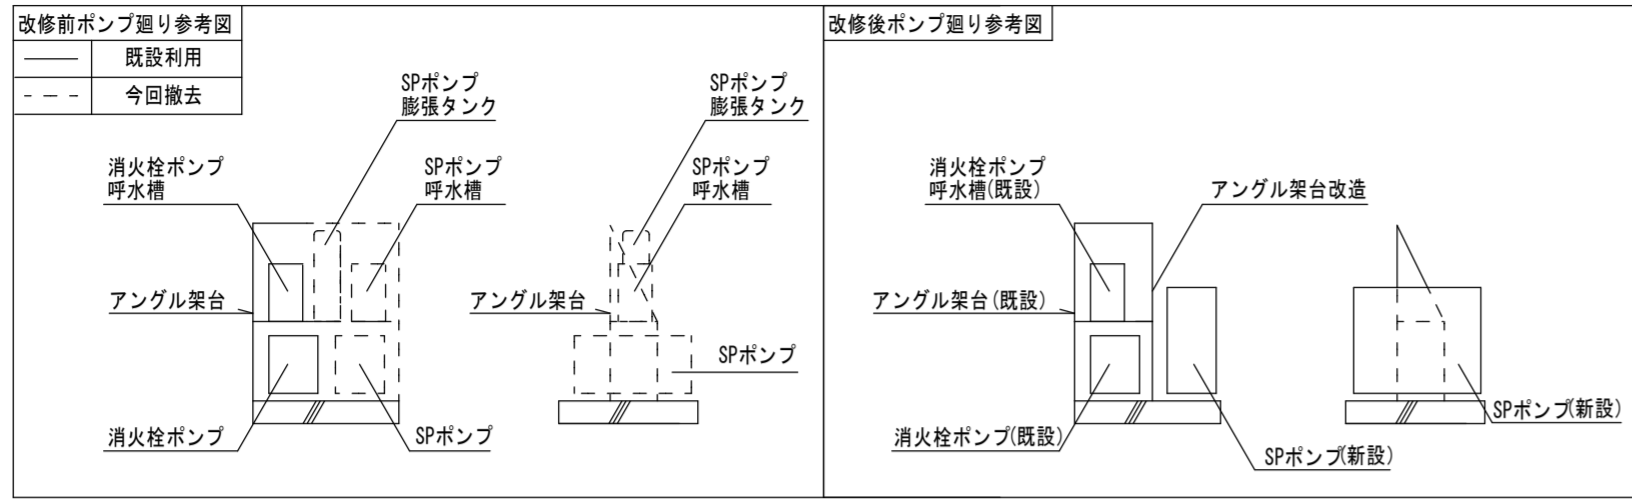 改修前ポンプ廻り参考図
既設利用
今回撤去
SPポンプ
膨張タンク
消火栓ポンプ
呼水槽
SPポンプ
呼水槽
アングル架台
消火栓ポンプ
SPポンプ
SPポンプ
膨張タンク
SPポンプ
呼水槽
アングル架台
SPポンプ
改修後ポンプ廻り参考図
消火栓ポンプ
呼水槽(既設)
アングル架台改造
アングル架台(既設)
消火栓ポンプ(既設)
SPポンプ(新設)
SPポンプ(新設)